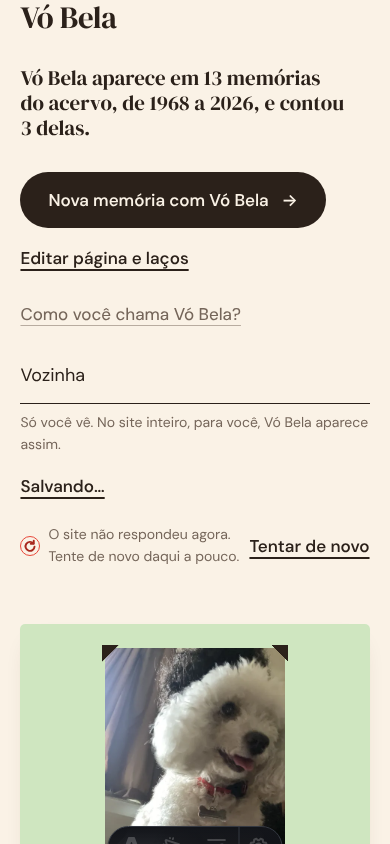 Vó Bela
Vó Bela aparece em 13 memórias
do acervo, de 1968 a 2026, e contou
3 delas.
Nova memória com Vó Bela →
Editar página e laços
Como você chama Vó Bela?
Vozinha
Só você vê. No site inteiro, para você, Vó Bela aparece
assim.
Salvando...
O site não respondeu agora.
Tente de novo daqui a pouco.
Tentar de novo